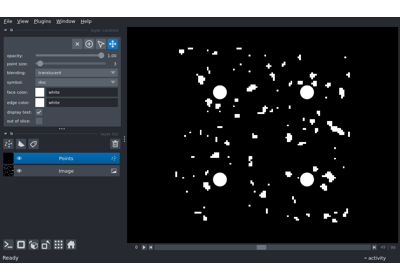 File View Plugins Window Help
opacity: 1.00
point size:
blending: translucent
symbol: disc
face color: white
edge color: white
display text:
out of slice:
Points
Image
0
Ready
activity